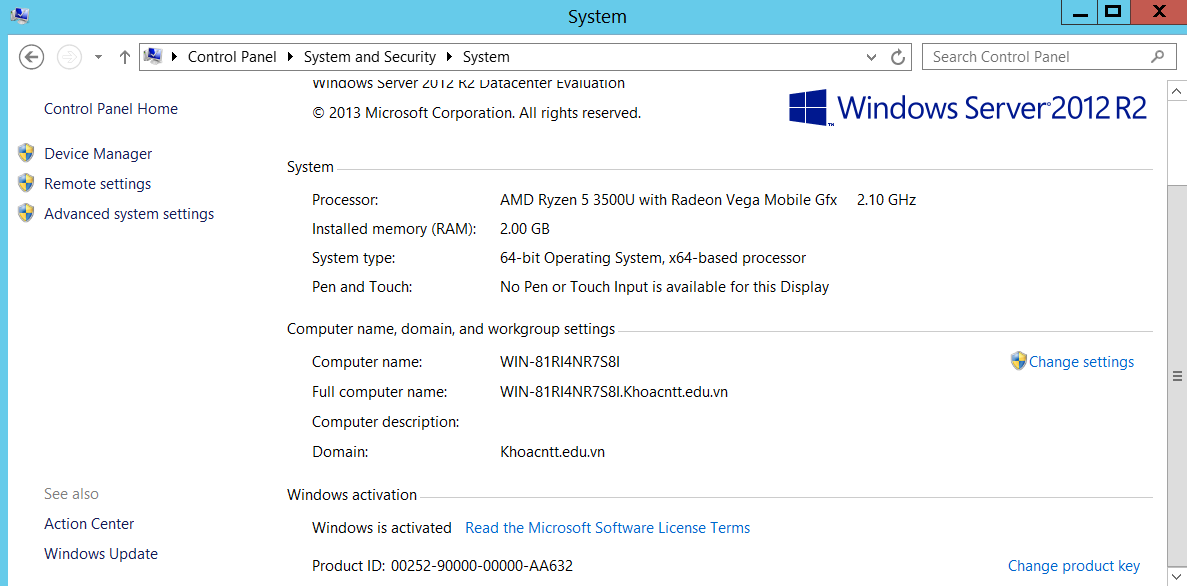 System
Control Panel System and Security System
Search Control Panel
Control Panel Home
Device Manager
Remote settings
Advanced system settings
See also
Action Center
Windows Update
Windows Server 2012 R2 Datacenter Evaluation
© 2013 Microsoft Corporation. All rights reserved.
Windows Server 2012 R2
System
Processor: AMD Ryzen 5 3500U with Radeon Vega Mobile Gfx 2.10 GHz
Installed memory (RAM): 2.00 GB
System type: 64-bit Operating System, x64-based processor
Pen and Touch: No Pen or Touch Input is available for this Display
Computer name, domain, and workgroup settings
Computer name: WIN-81RI4NR7S8I Change settings
Full computer name: WIN-81RI4NR7S8I.Khoacntt.edu.vn
Computer description:
Domain: Khoacntt.edu.vn
Windows activation
Windows is activated Read the Microsoft Software License Terms
Product ID: 00252-90000-00000-AA632 Change product key